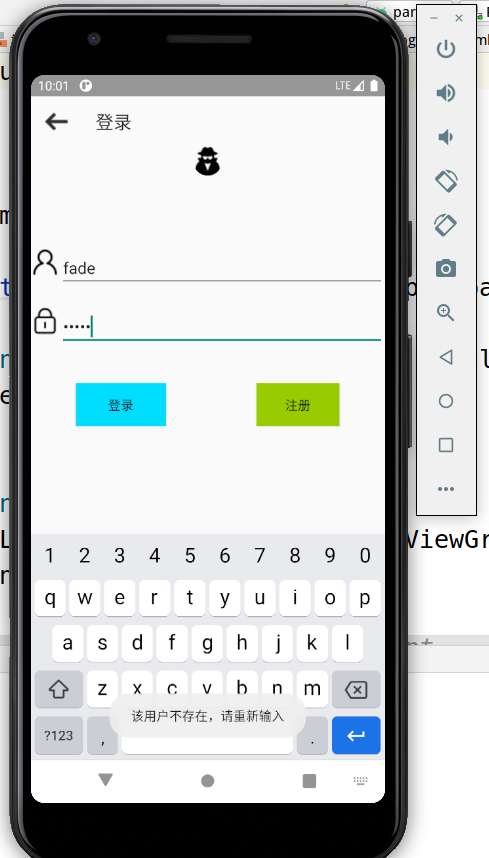 par
10:01
LTE
登录
fade
•••••
登录
注册
ViewGr
1 2 3 4 5 6 7 8 9 0
q w e r t y u i o p
a s d f g h j k l
z x c v b n m
该用户不存在，请重新输入
?123 , .